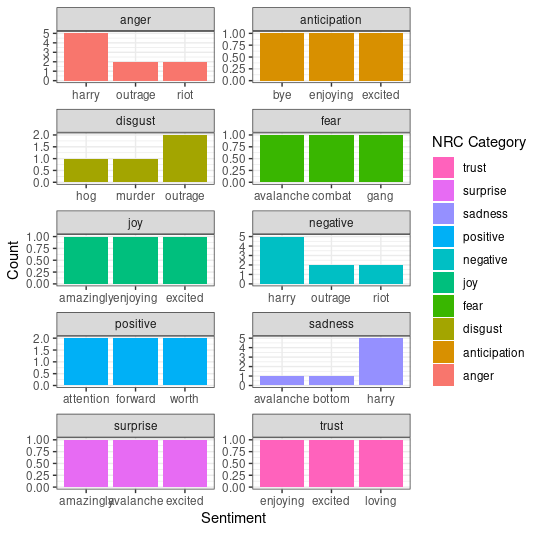 anger
5
4
3
2
1
0
harry outrage riot
anticipation
1.00
0.75
0.50
0.25
0.00
bye enjoying excited
disgust
2.0
1.5
1.0
0.5
0.0
hog murder outrage
fear
1.00
0.75
0.50
0.25
0.00
avalanche combat gang
joy
1.00
0.75
0.50
0.25
0.00
amazingly enjoying excited
negative
5
4
3
2
1
0
harry outrage riot
positive
2.0
1.5
1.0
0.5
0.0
attention forward worth
sadness
5
4
3
2
1
0
avalanche bottom harry
surprise
1.00
0.75
0.50
0.25
0.00
amazingly avalanche excited
trust
1.00
0.75
0.50
0.25
0.00
enjoying excited loving
Count
Sentiment
NRC Category
trust
surprise
sadness
positive
negative
joy
fear
disgust
anticipation
anger